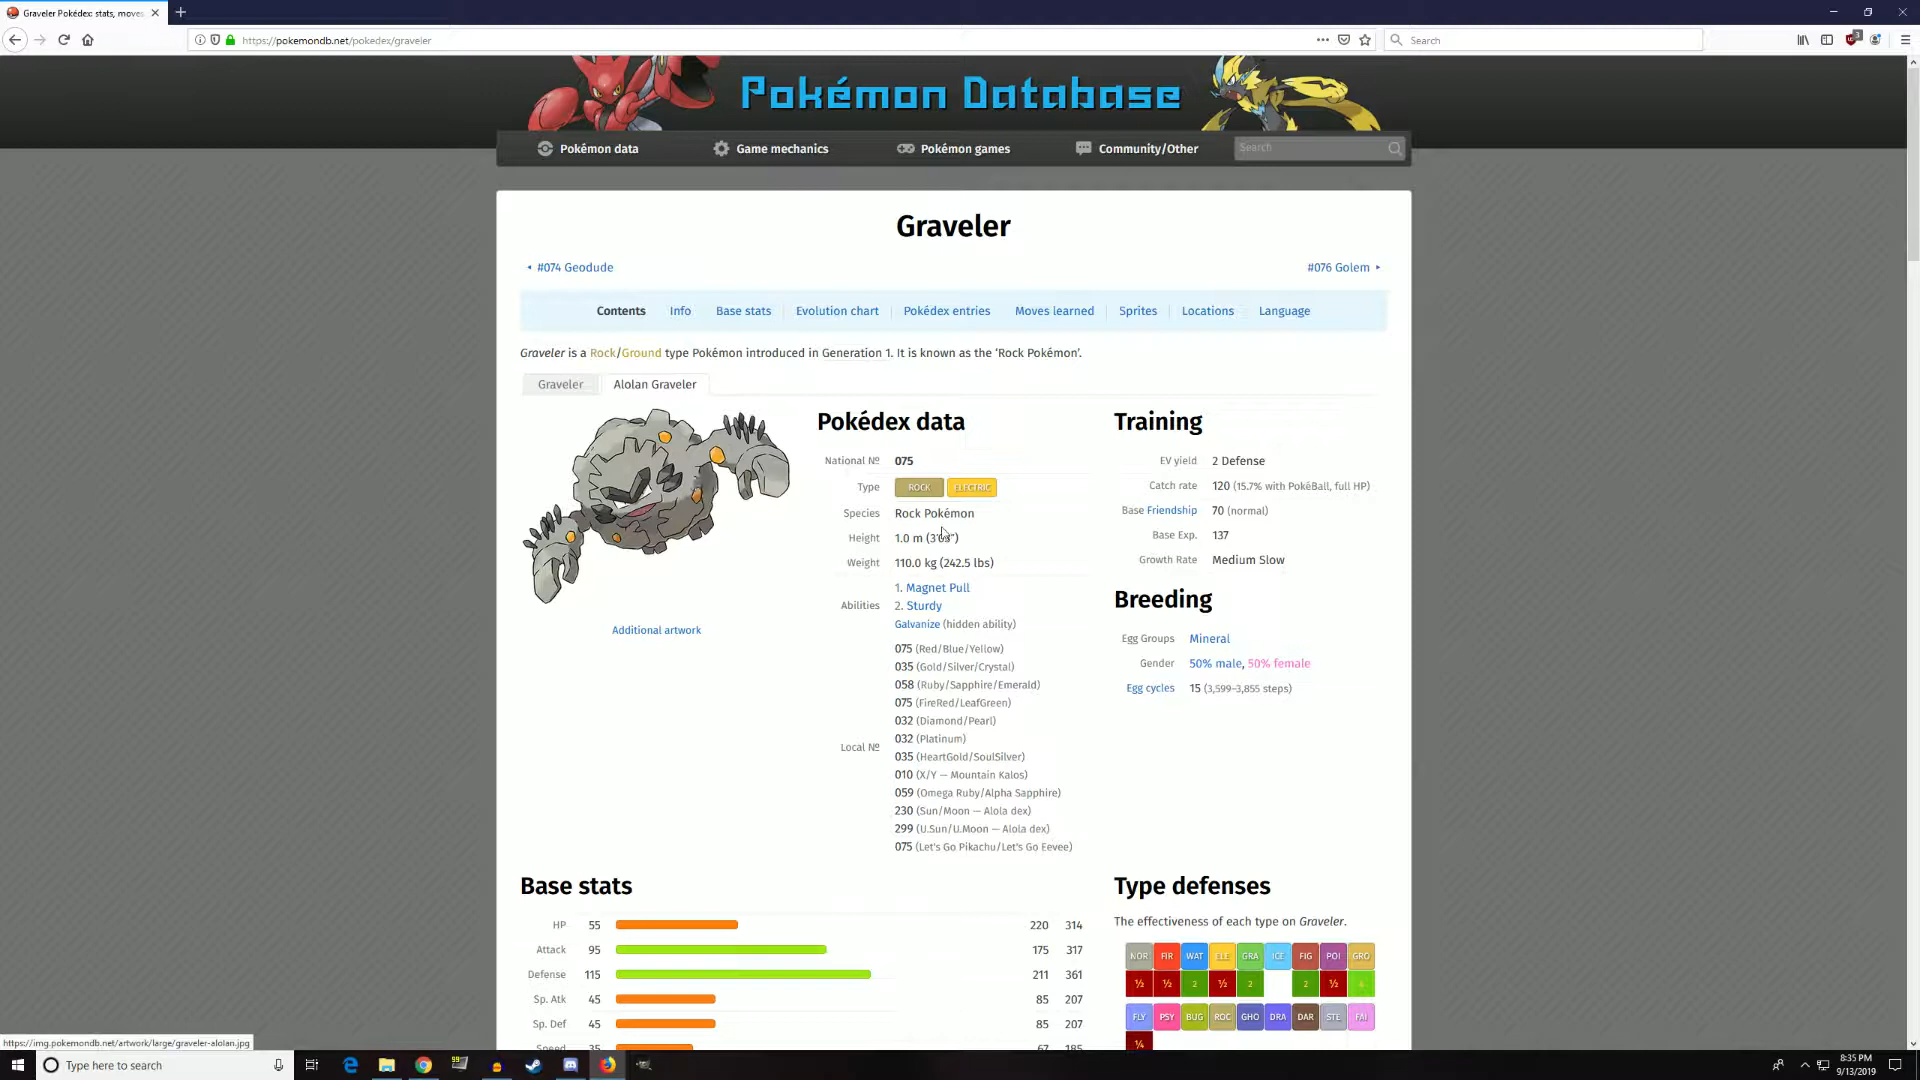 Graveler Pokédex: stats, moves
https://pokemondb.net/pokedex/graveler
Search
Pokémon Database
Pokémon data
Game mechanics
Pokémon games
Community/Other
Search
Graveler
#074 Geodude
#076 Golem
Contents Info Base stats Evolution chart Pokédex entries Moves learned Sprites Locations Language
Graveler is a Rock/Ground type Pokémon introduced in Generation 1. It is known as the ‘Rock Pokémon’.
Graveler Alolan Graveler
Additional artwork
Pokédex data
National № 075
Type ROCK ELECTRIC
Species Rock Pokémon
Height 1.0 m
Weight 110.0 kg (242.5 lbs)
Abilities
1. Magnet Pull
2. Sturdy
Galvanize (hidden ability)
Local №
075 (Red/Blue/Yellow)
035 (Gold/Silver/Crystal)
058 (Ruby/Sapphire/Emerald)
075 (FireRed/LeafGreen)
032 (Diamond/Pearl)
032 (Platinum)
035 (HeartGold/SoulSilver)
010 (X/Y — Mountain Kalos)
059 (Omega Ruby/Alpha Sapphire)
230 (Sun/Moon — Alola dex)
299 (U.Sun/U.Moon — Alola dex)
075 (Let's Go Pikachu/Let's Go Eevee)
Training
EV yield 2 Defense
Catch rate 120 (15.7% with PokéBall, full HP)
Base Friendship 70 (normal)
Base Exp. 137
Growth Rate Medium Slow
Breeding
Egg Groups Mineral
Gender 50% male, 50% female
Egg cycles 15 (3,599–3,855 steps)
Base stats
HP 55 220 314
Attack 95 175 317
Defense 115 211 361
Sp. Atk 45 85 207
Sp. Def 45 85 207
Speed 35 67 185
Type defenses
The effectiveness of each type on Graveler.
NOR FIR WAT ELE GRA ICE FIG POI GRO
½ ½ 2 ½ 2 2 ½ 4
FLY PSY BUG ROC GHO DRA DAR STE FAI
¼
https://img.pokemondb.net/artwork/large/graveler-alolan.jpg
Type here to search
8:35 PM
9/13/2019